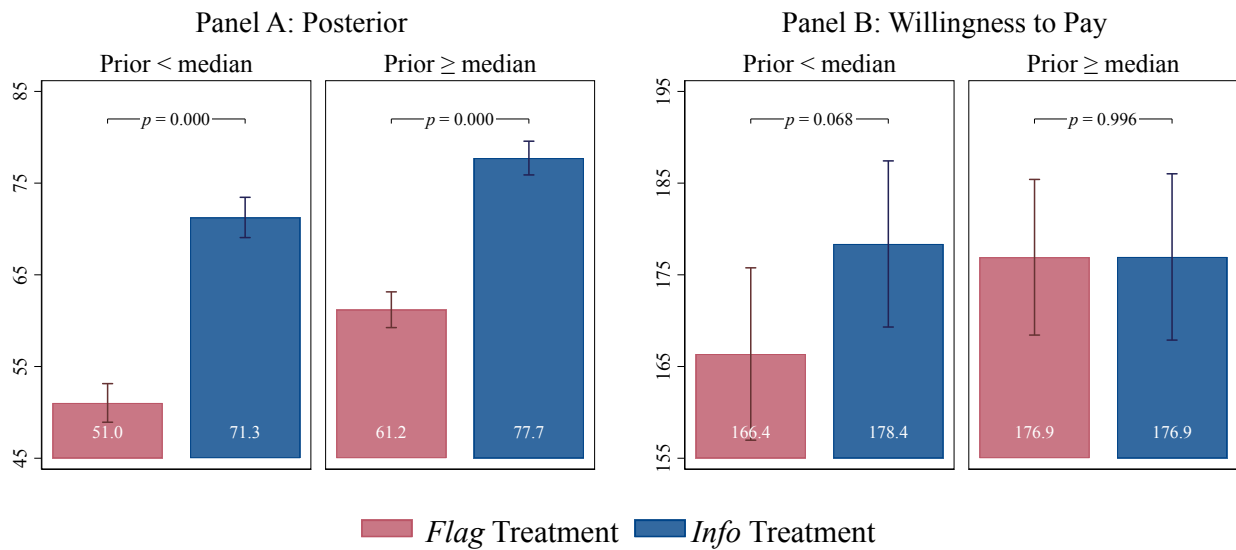 Panel A: Posterior
Panel B: Willingness to Pay
Prior < median
Prior ≥ median
Prior < median
Prior ≥ median
85
75
65
55
45
p = 0.000
p = 0.000
51.0
71.3
61.2
77.7
195
185
175
165
155
p = 0.068
p = 0.996
166.4
178.4
176.9
176.9
Flag Treatment
Info Treatment